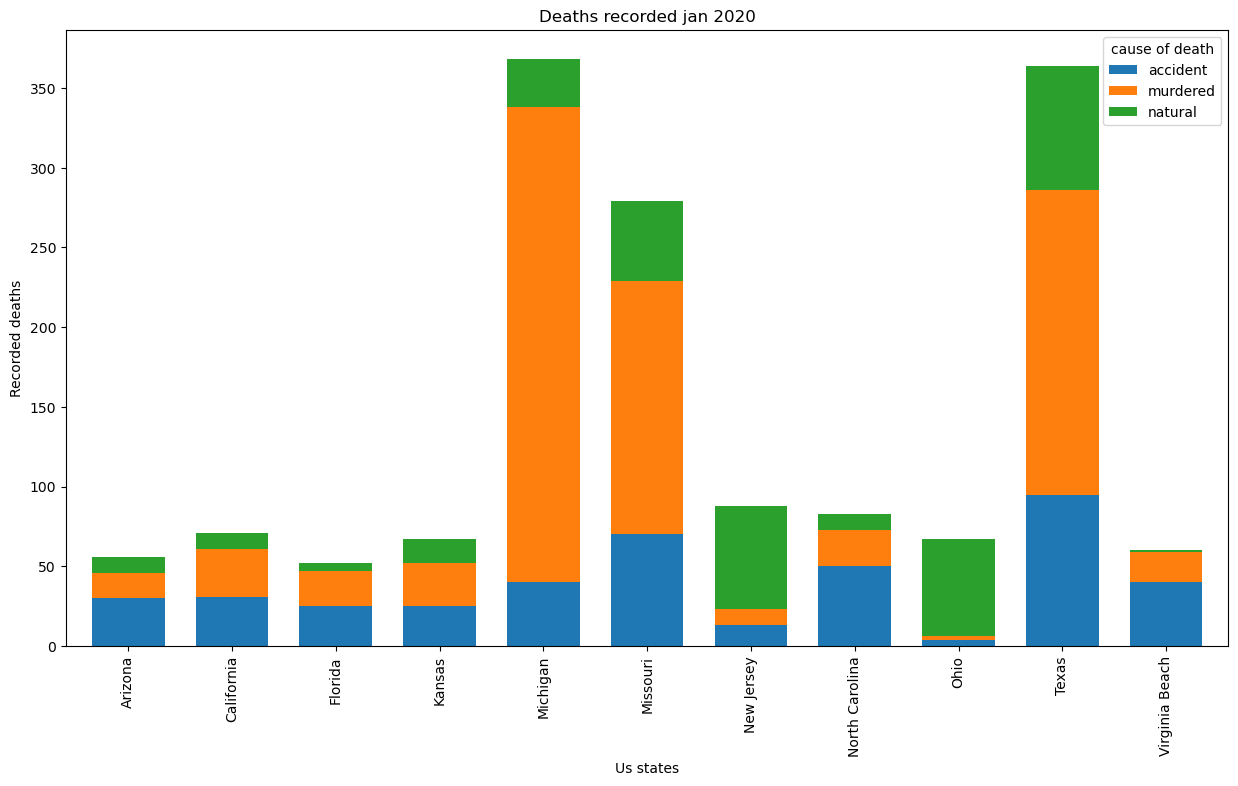 Deaths recorded jan 2020
cause of death
accident
murdered
natural
Recorded deaths
350
300
250
200
150
100
50
0
Arizona
California
Florida
Kansas
Michigan
Missouri
New Jersey
North Carolina
Ohio
Texas
Virginia Beach
Us states